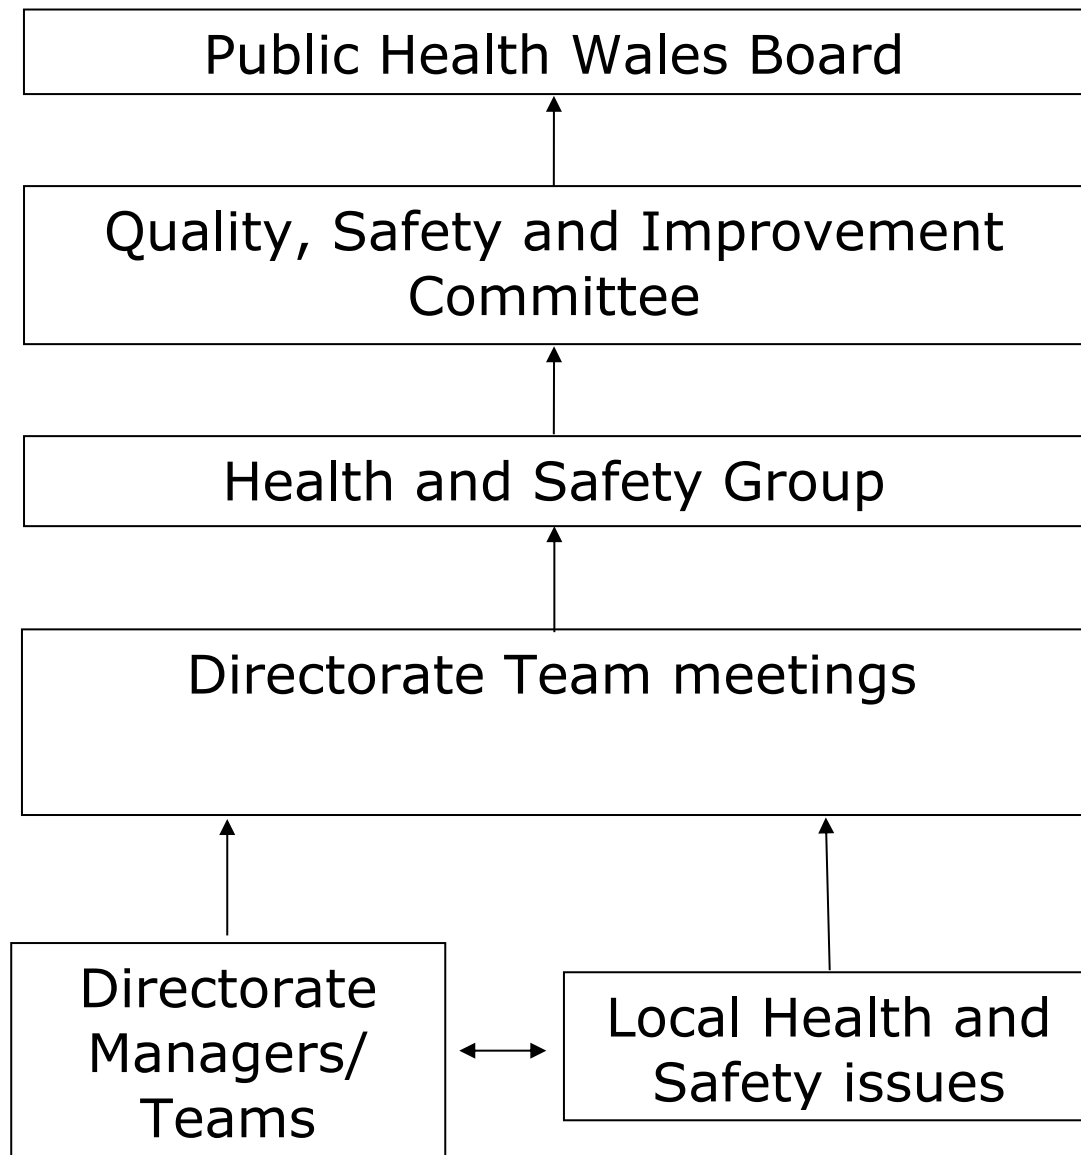 Public Health Wales Board
Quality, Safety and Improvement
Committee
Health and Safety Group
Directorate Team meetings
Directorate
Managers/
Teams
Local Health and
Safety issues